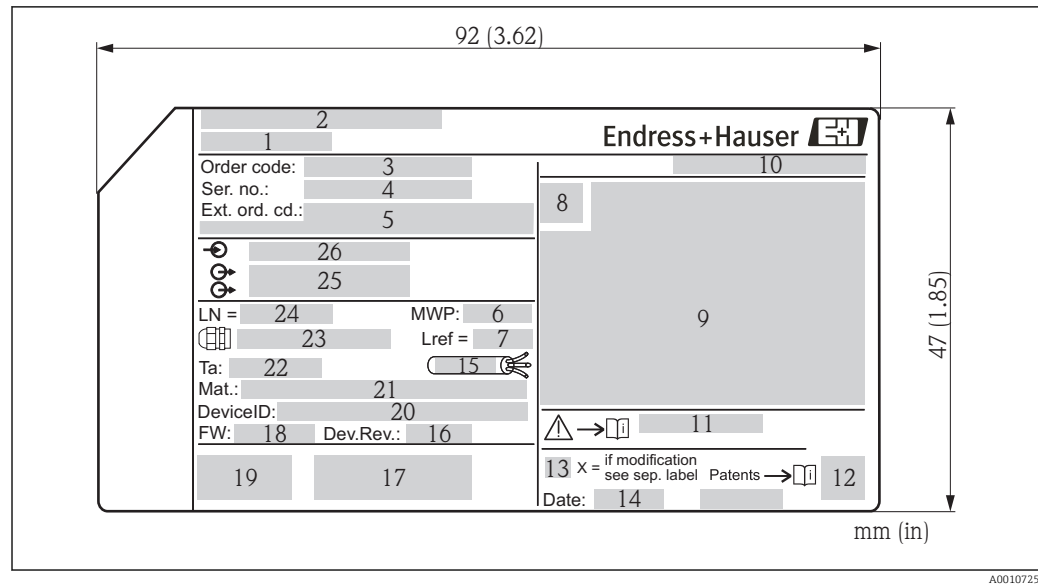 92 (3.62)
2
1
Endress+Hauser
Order code: 3
10
Ser. no.: 4
8
Ext. ord. cd.: 5
26
25
9
47 (1.85)
LN = 24 MWP: 6
23 Lref = 7
Ta: 22 15
Mat.: 21
DeviceID: 20
FW: 18 Dev.Rev.: 16
i 11
19 17
13 X = if modification
see sep. label Patents i 12
Date: 14
mm (in)
A0010725